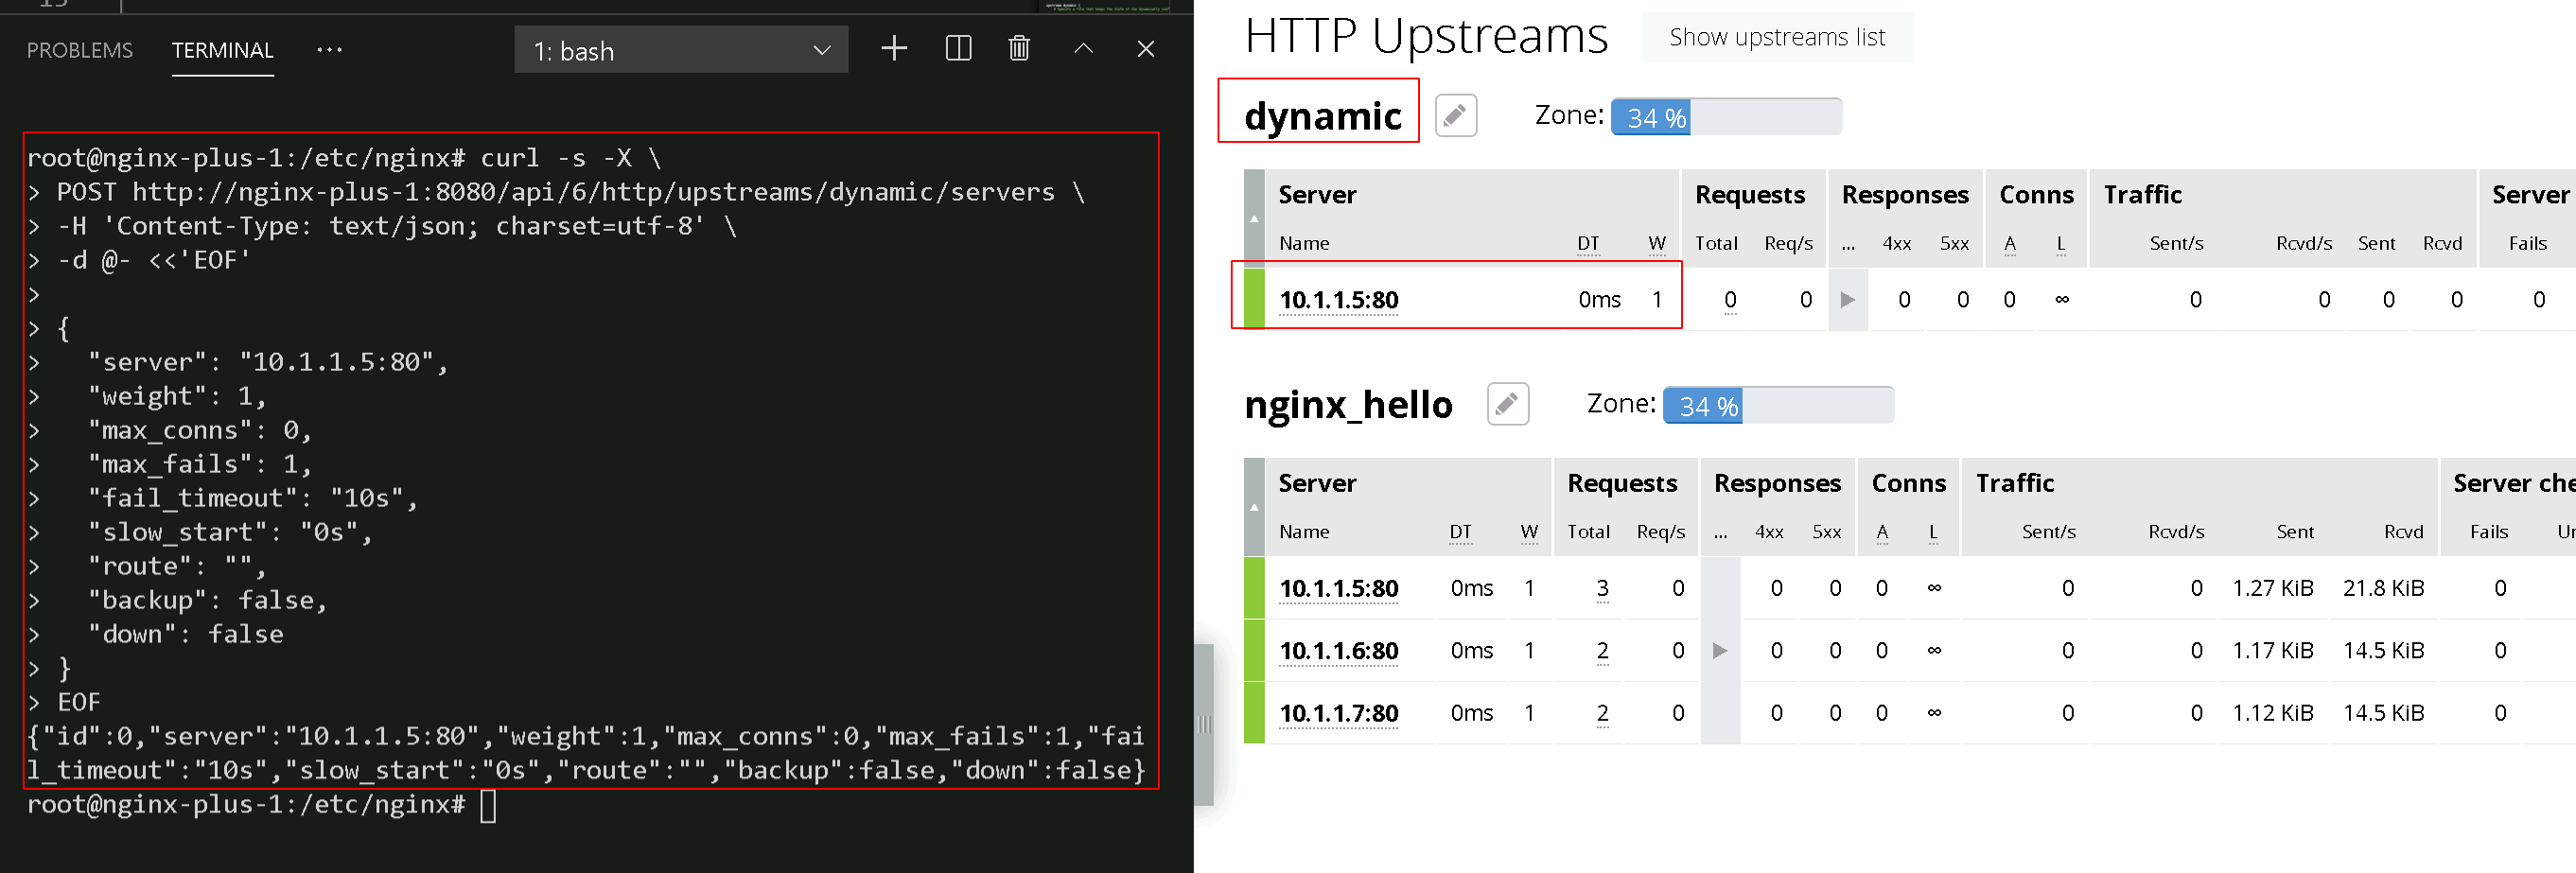 PROBLEMS TERMINAL ··· 1: bash
root@nginx-plus-1:/etc/nginx# curl -s -X \
> POST http://nginx-plus-1:8080/api/6/http/upstreams/dynamic/servers \
> -H 'Content-Type: text/json; charset=utf-8' \
> -d @- <<'EOF'
>
> {
>   "server": "10.1.1.5:80",
>   "weight": 1,
>   "max_conns": 0,
>   "max_fails": 1,
>   "fail_timeout": "10s",
>   "slow_start": "0s",
>   "route": "",
>   "backup": false,
>   "down": false
> }
> EOF
{"id":0,"server":"10.1.1.5:80","weight":1,"max_conns":0,"max_fails":1,"fai
l_timeout":"10s","slow_start":"0s","route":"","backup":false,"down":false}
root@nginx-plus-1:/etc/nginx#
HTTP Upstreams Show upstreams list
dynamic Zone: 34 %
Server Requests Responses Conns Traffic Server
Name DT W Total Req/s ... 4xx 5xx A L Sent/s Rcvd/s Sent Rcvd Fails
10.1.1.5:80 0ms 1 0 0 0 0 0 ∞ 0 0 0 0 0
nginx_hello Zone: 34 %
Server Requests Responses Conns Traffic Server che
Name DT W Total Req/s ... 4xx 5xx A L Sent/s Rcvd/s Sent Rcvd Fails Un
10.1.1.5:80 0ms 1 3 0 0 0 0 ∞ 0 0 1.27 KiB 21.8 KiB 0
10.1.1.6:80 0ms 1 2 0 0 0 0 ∞ 0 0 1.17 KiB 14.5 KiB 0
10.1.1.7:80 0ms 1 2 0 0 0 0 ∞ 0 0 1.12 KiB 14.5 KiB 0